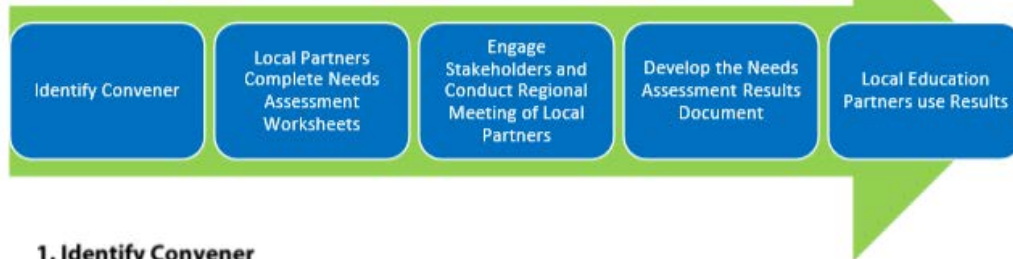 Identify Convener
Local Partners
Complete Needs
Assessment
Worksheets
Engage
Stakeholders and
Conduct Regional
Meeting of Local
Partners
Develop the Needs
Assessment Results
Document
Local Education
Partners use Results
1. Identify Convener